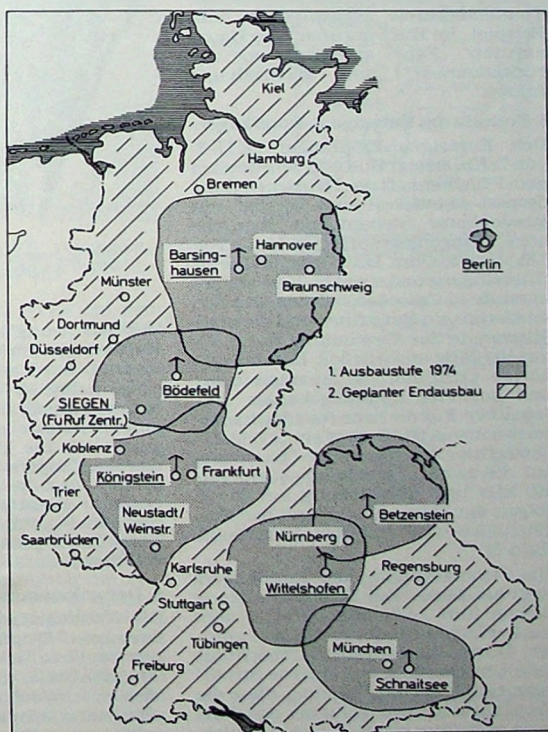 Kiel
Hamburg
Bremen
Barsing-
hausen
Hannover
Braunschweig
Berlin
Münster
Dortmund
Düsseldorf
Bödefeld
1. Ausbaustufe 1974
2. Geplanter Endausbau
SIEGEN
(FuRuf Zentr.)
Koblenz
Königstein
Frankfurt
Trier
Neustadt/
Weinstr.
Betzenstein
Saarbrücken
Nürnberg
Karlsruhe
Wittelshofen
Regensburg
Stuttgart
Tübingen
München
Schnaitsee
Freiburg